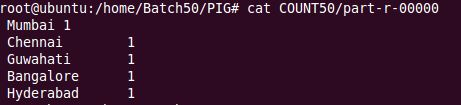 root@ubuntu:/home/Batch50/PIG# cat COUNT50/part-r-00000
Mumbai 1
Chennai 1
Guwahati 1
Bangalore 1
Hyderabad 1